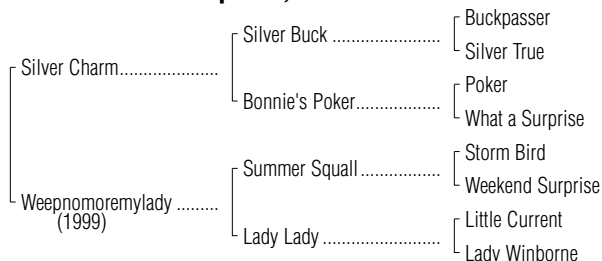 Buckpasser
Silver Buck
Silver True
Silver Charm
Poker
Bonnie's Poker
What a Surprise
Storm Bird
Summer Squall
Weekend Surprise
Weepnomoremylady
(1999)
Little Current
Lady Lady
Lady Winborne